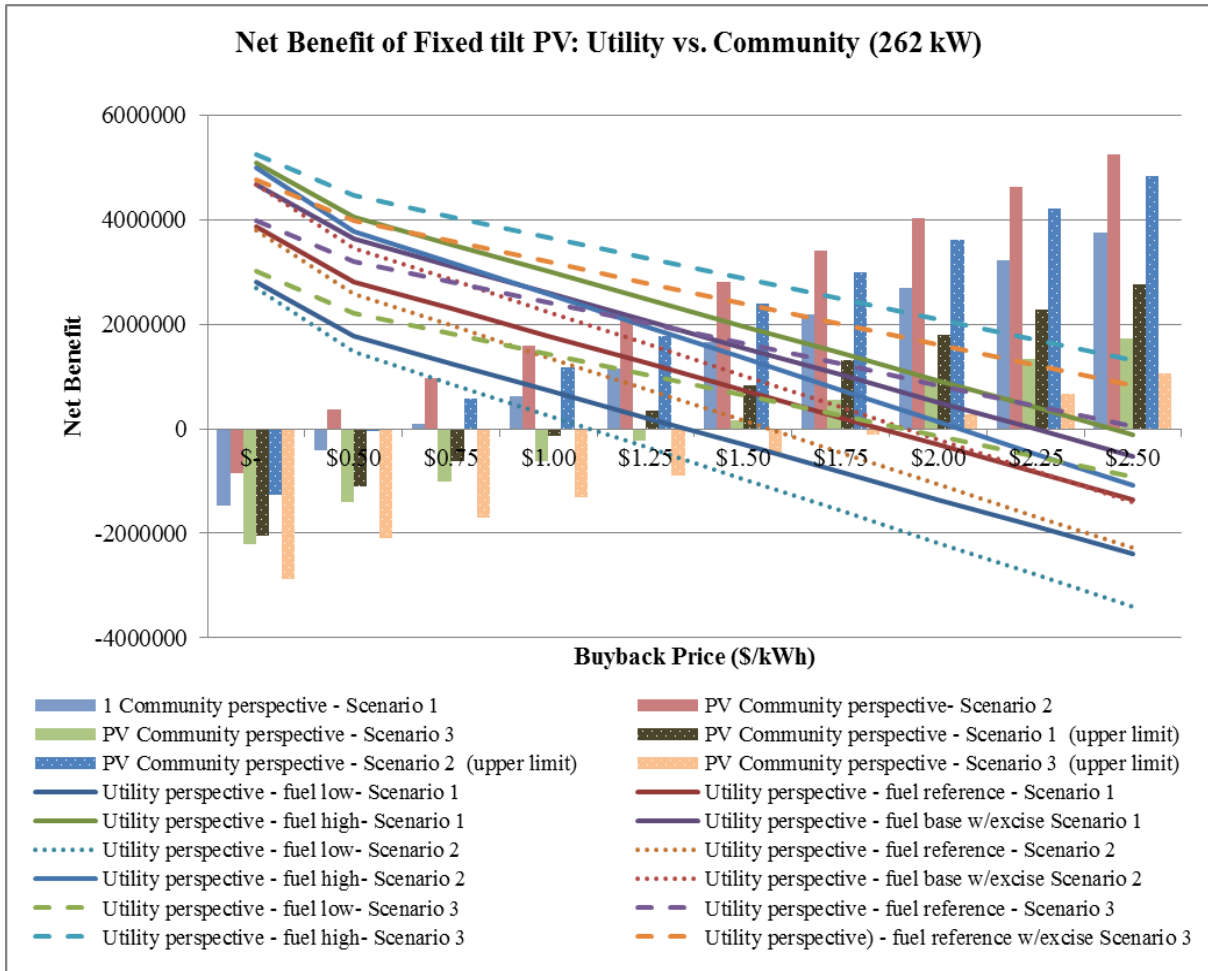 Net Benefit of Fixed tilt PV: Utility vs. Community (262 kW)
6000000
4000000
2000000
0
-2000000
-4000000
Net Benefit
$- $0.50 $0.75 $1.00 $1.25 $1.50 $1.75 $2.00 $2.25 $2.50
Buyback Price ($/kWh)
1 Community perspective - Scenario 1
PV Community perspective- Scenario 2
PV Community perspective - Scenario 3
PV Community perspective - Scenario 1 (upper limit)
PV Community perspective - Scenario 2 (upper limit)
PV Community perspective - Scenario 3 (upper limit)
Utility perspective - fuel low- Scenario 1
Utility perspective - fuel reference - Scenario 1
Utility perspective - fuel high- Scenario 1
Utility perspective - fuel base w/excise Scenario 1
Utility perspective - fuel low- Scenario 2
Utility perspective - fuel reference - Scenario 2
Utility perspective - fuel high- Scenario 2
Utility perspective - fuel base w/excise Scenario 2
Utility perspective - fuel low- Scenario 3
Utility perspective - fuel reference - Scenario 3
Utility perspective - fuel high- Scenario 3
Utility perspective) - fuel reference w/excise Scenario 3